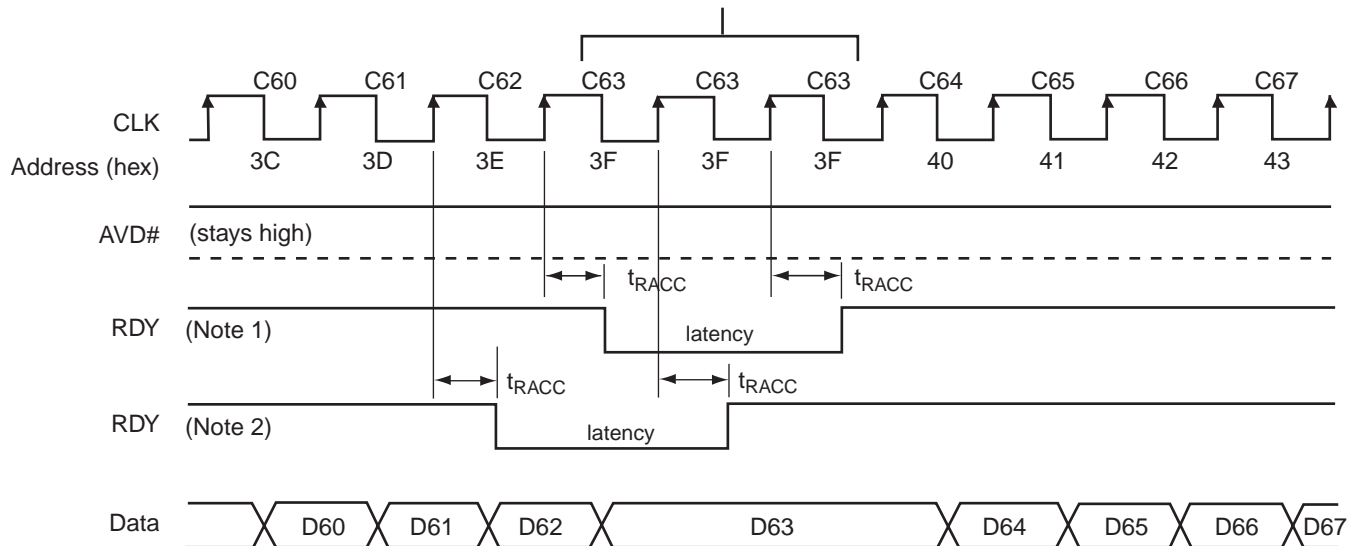 C60 C61 C62 C63 C63 C63 C64 C65 C66 C67
CLK
Address (hex) 3C 3D 3E 3F 3F 3F 40 41 42 43
AVD# (stays high)
tRACC tRACC
RDY (Note 1) latency
tRACC tRACC
RDY (Note 2) latency
Data D60 D61 D62 D63 D64 D65 D66 D67